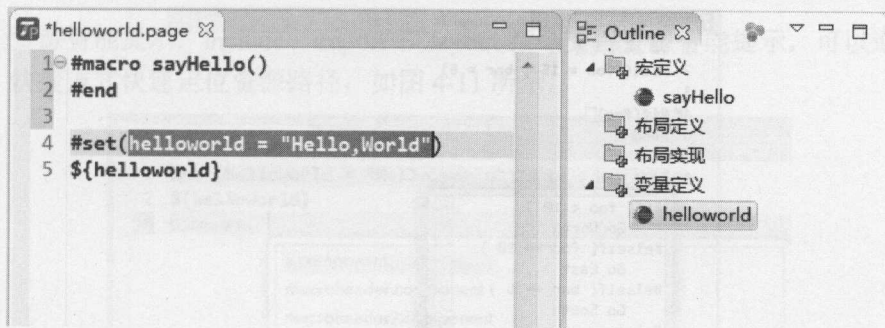 *helloworld.page
1 #macro sayHello()
2 #end
3
4 #set(helloworld = "Hello,World")
5 ${helloworld}
Outline
宏定义
sayHello
布局定义
布局实现
变量定义
helloworld